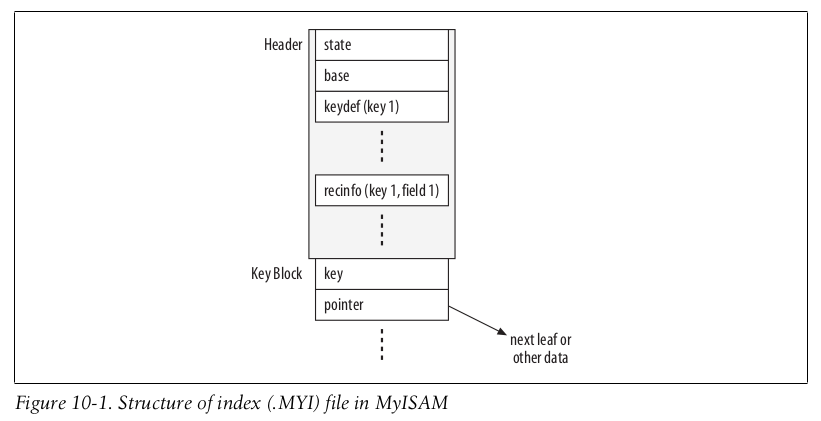 Header
state
base
keydef (key 1)
recinfo (key 1, field 1)
Key Block
key
pointer
next leaf or
other data
Figure 10-1. Structure of index (.MYI) file in MyISAM